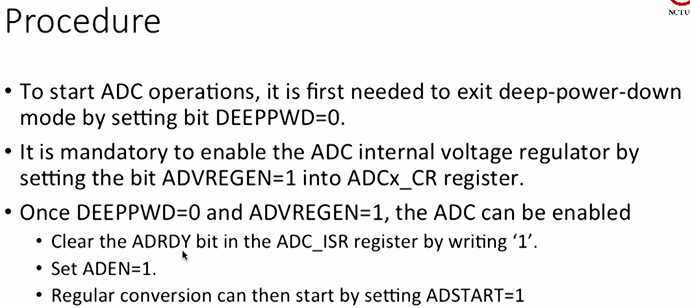 Procedure
NCTU
• To start ADC operations, it is first needed to exit deep-power-down
mode by setting bit DEEPPWD=0.
• It is mandatory to enable the ADC internal voltage regulator by
setting the bit ADVREGEN=1 into ADCx_CR register.
• Once DEEPPWD=0 and ADVREGEN=1, the ADC can be enabled
• Clear the ADRDY bit in the ADC_ISR register by writing ‘1’.
• Set ADEN=1.
• Regular conversion can then start by setting ADSTART=1